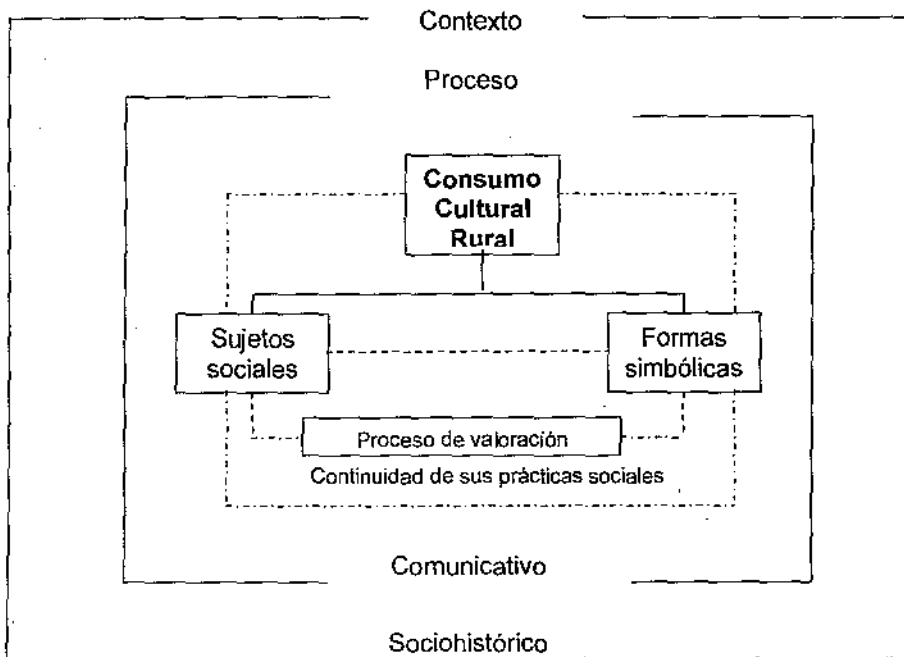 Contexto
Proceso
Consumo
Cultural
Rural
Sujetos
sociales
Formas
simbólicas
Proceso de valoración
Continuidad de sus prácticas sociales
Comunicativo
Sociohistórico